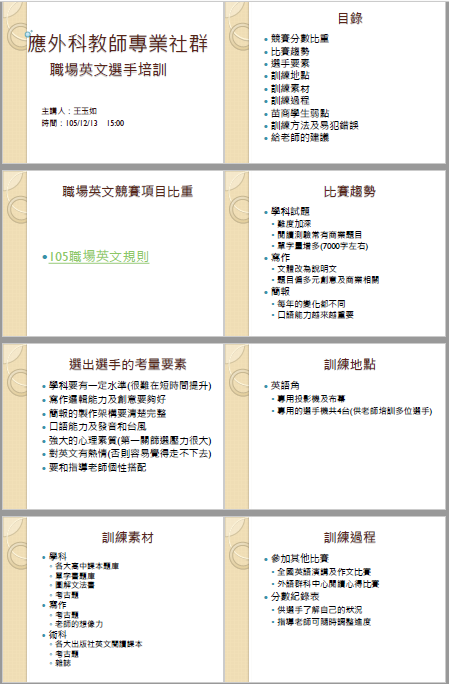 應外科教師專業社群
職場英文選手培訓
主講人：王玉如
時間：105/12/13 15:00
目錄
競賽分數比重
比賽趨勢
選手要素
訓練地點
訓練素材
訓練過程
苗商學生弱點
訓練方法及易犯錯誤
給老師的建議
職場英文競賽項目比重
105職場英文規則
比賽趨勢
學科試題
難度加深
閱讀測驗常有商業題目
單字量增多(7000字左右)
寫作
文體改為說明文
題目偏多元創意及商業相關
簡報
每年的變化都不同
口語能力越來越重要
選出選手的考量要素
學科要有一定水準(很難在短時間提升)
寫作邏輯能力及創意要夠好
簡報的製作架構要清楚完整
口語能力及發音和台風
強大的心理素質(第一關篩選壓力很大)
對英文有熱情(否則容易覺得走不下去)
要和指導老師個性搭配
訓練地點
英語角
專用投影機及布幕
專用的選手機共4台(供老師培訓多位選手)
訓練素材
學科
各大高中課本題庫
單字書題庫
圖解文法書
考古題
寫作
考古題
老師的想像力
術科
各大出版社英文閱讀課本
考古題
雜誌
訓練過程
參加其他比賽
全國英語演講及作文比賽
外語群科中心閱讀心得比賽
分數紀錄表
供選手了解自己的狀況
指導老師可隨時調整進度